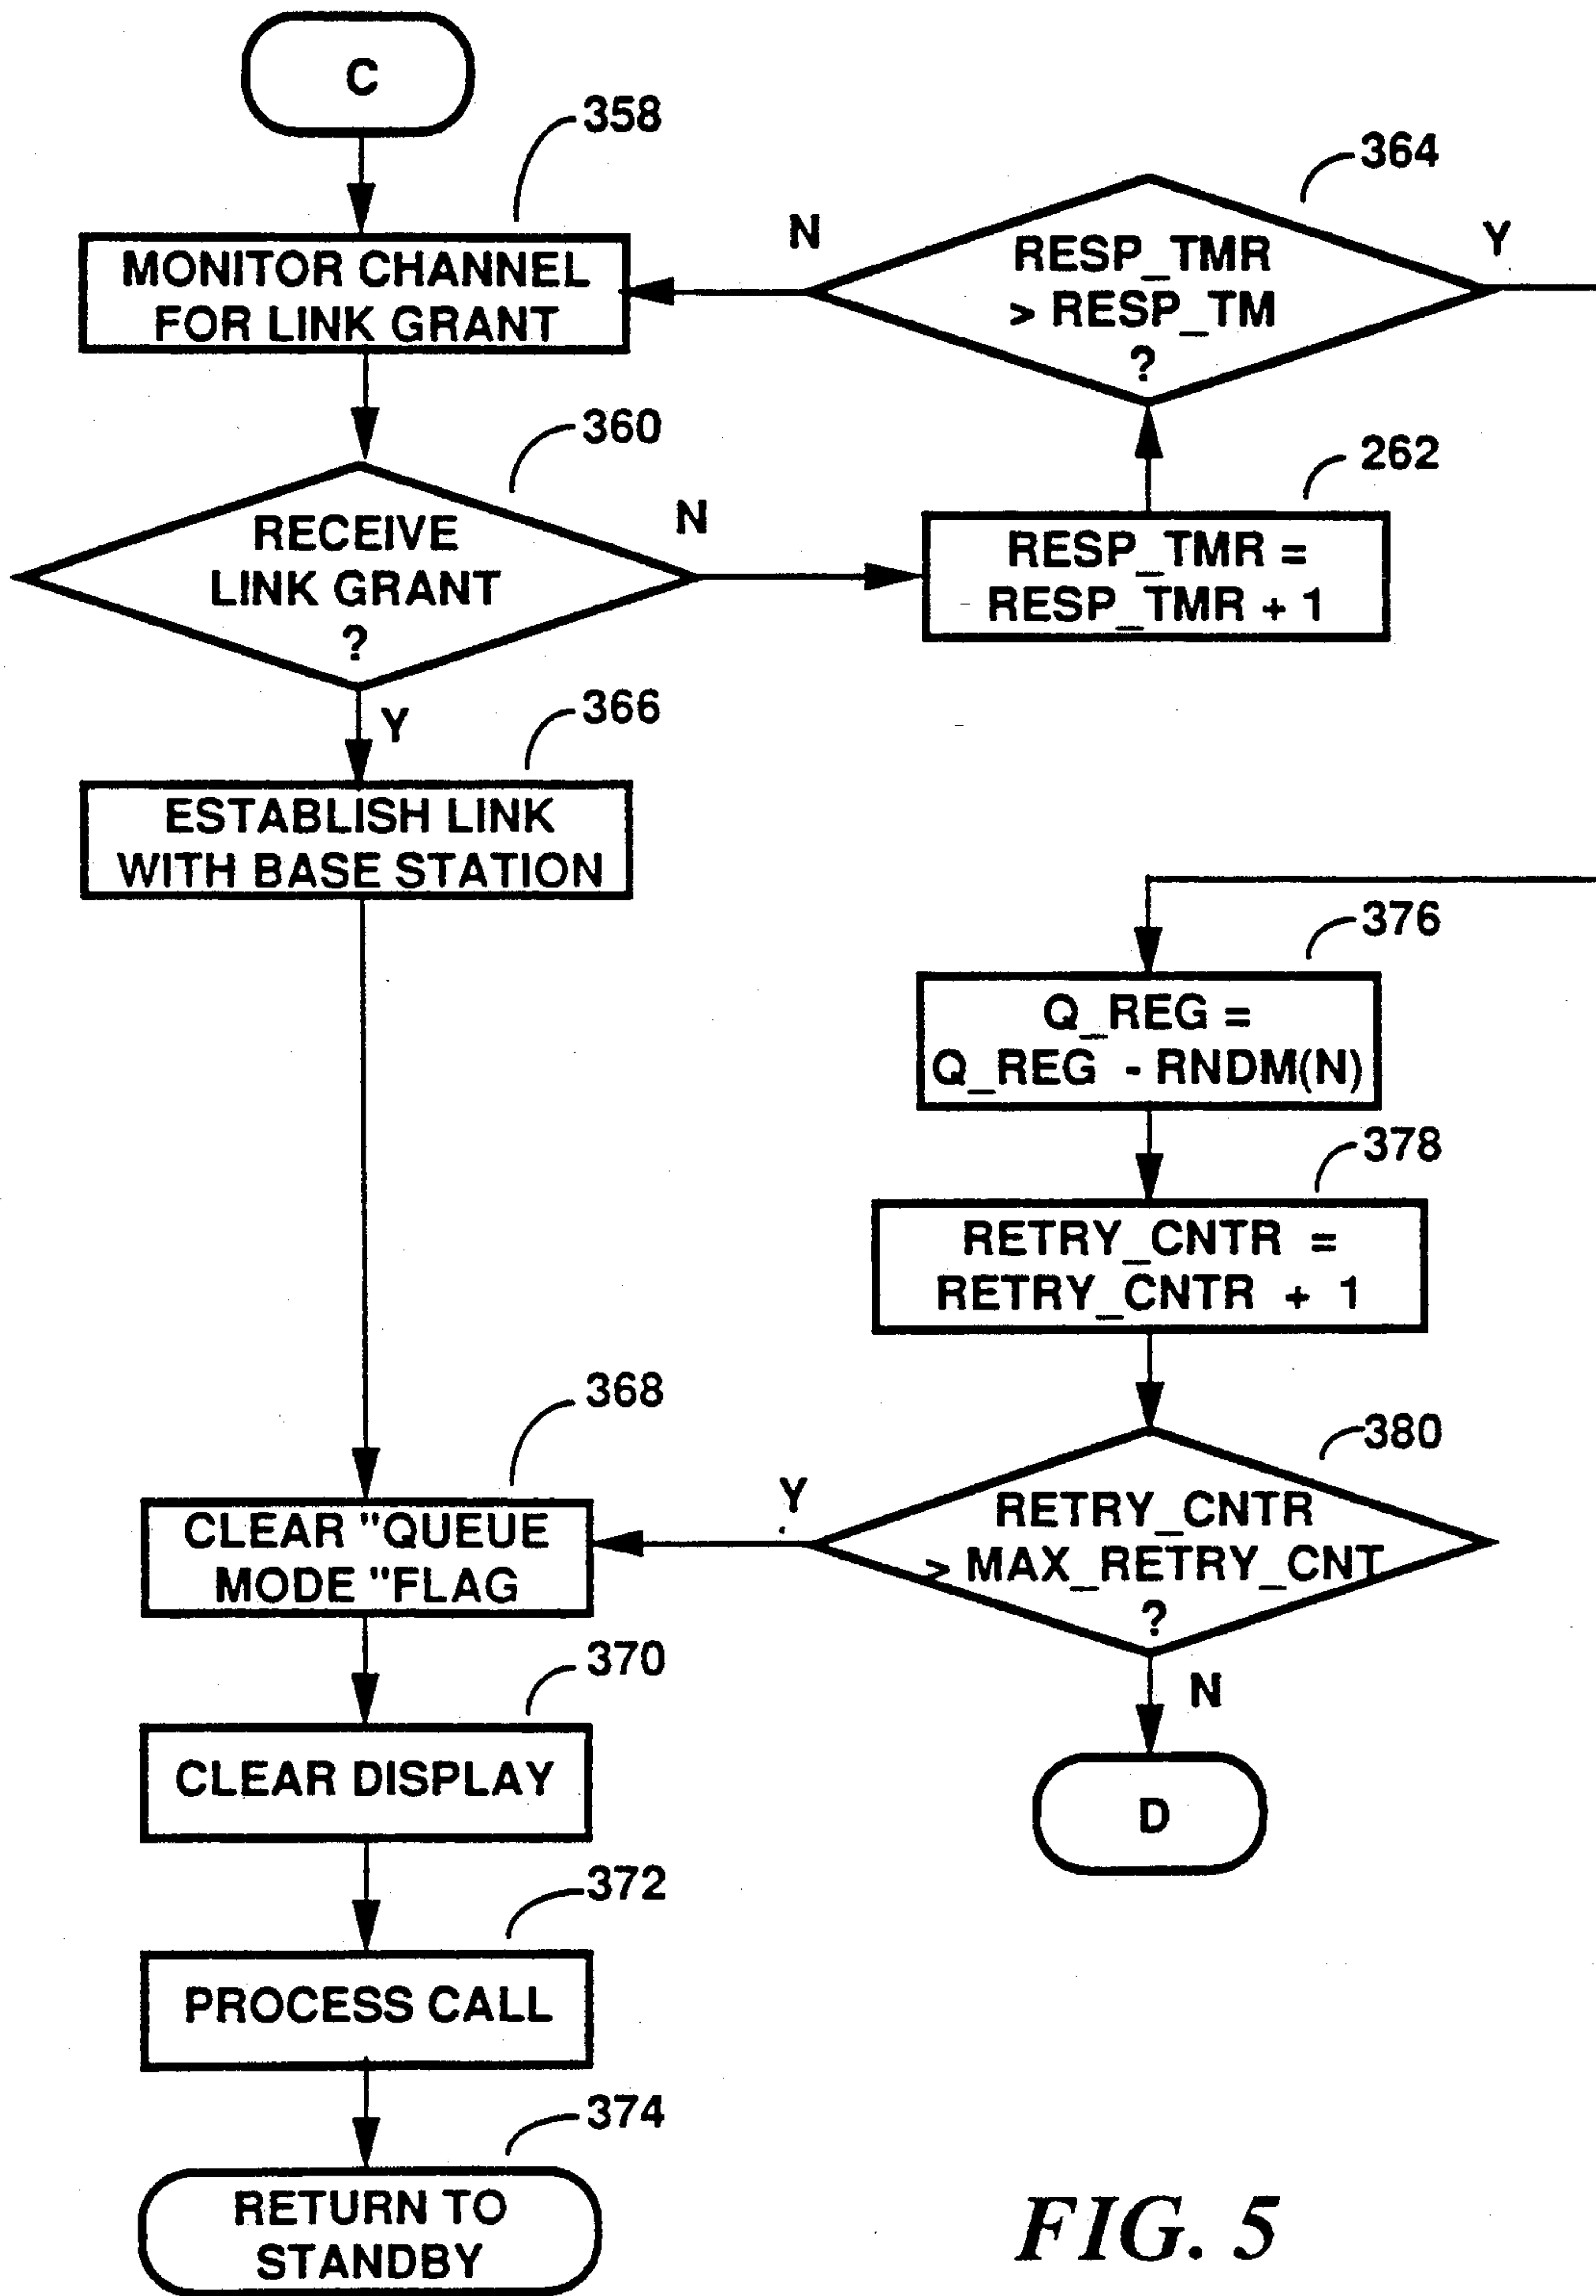 C
358
MONITOR CHANNEL
FOR LINK GRANT
N
364
RESP_TMR
> RESP_TM
?
Y
360
RECEIVE
LINK GRANT
?
N
262
RESP_TMR =
RESP_TMR + 1
Y
366
ESTABLISH LINK
WITH BASE STATION
376
Q_REG =
Q_REG - RNDM(N)
378
RETRY_CNTR =
RETRY_CNTR + 1
368
CLEAR "QUEUE
MODE "FLAG
Y
380
RETRY_CNTR
> MAX_RETRY_CNT
?
N
370
CLEAR DISPLAY
D
372
PROCESS CALL
374
RETURN TO
STANDBY
FIG. 5